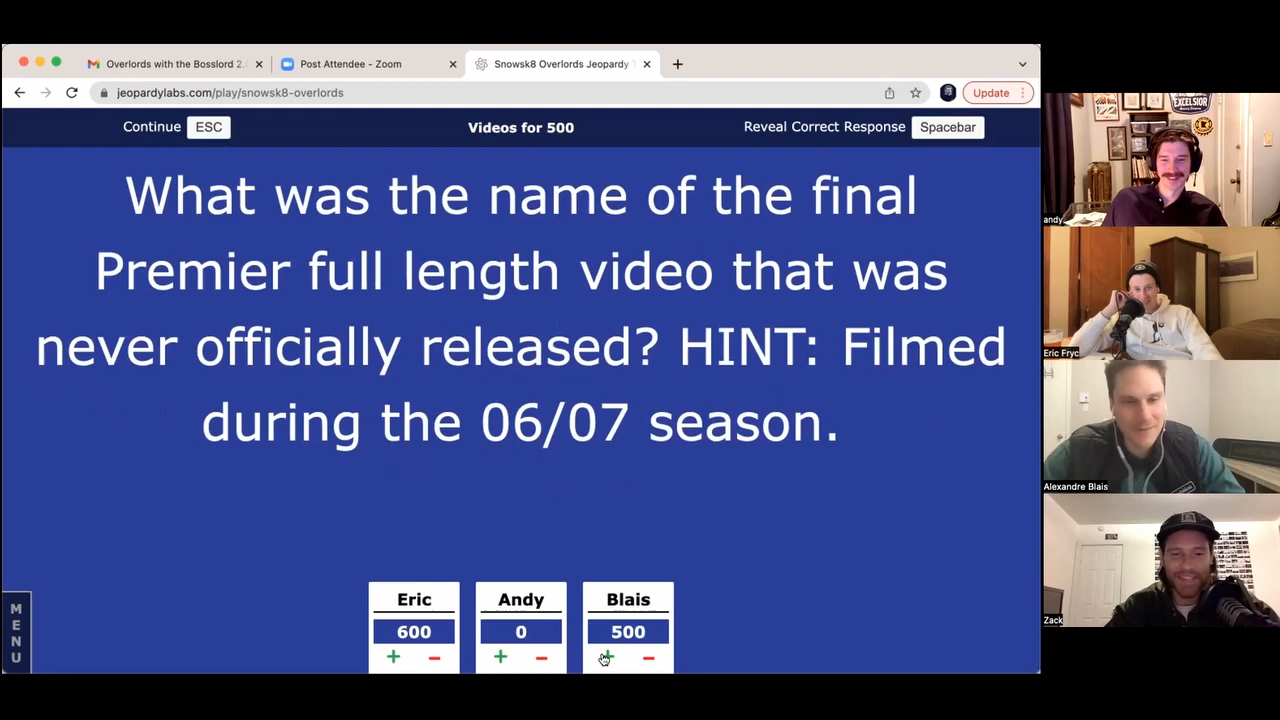 Overlords with the Bosslord 2.
Post Attendee - Zoom
Snowsk8 Overlords Jeopardy
jeopardylabs.com/play/snowsk8-overlords
Update
Continue ESC
Videos for 500
Reveal Correct Response Spacebar
What was the name of the final
Premier full length video that was
never officially released? HINT: Filmed
during the 06/07 season.
MENU
Eric
600
+ −
Andy
0
+ −
Blais
500
+ −
EXCELSIOR
andy
Eric Fryc
Alexandre Blais
Zack